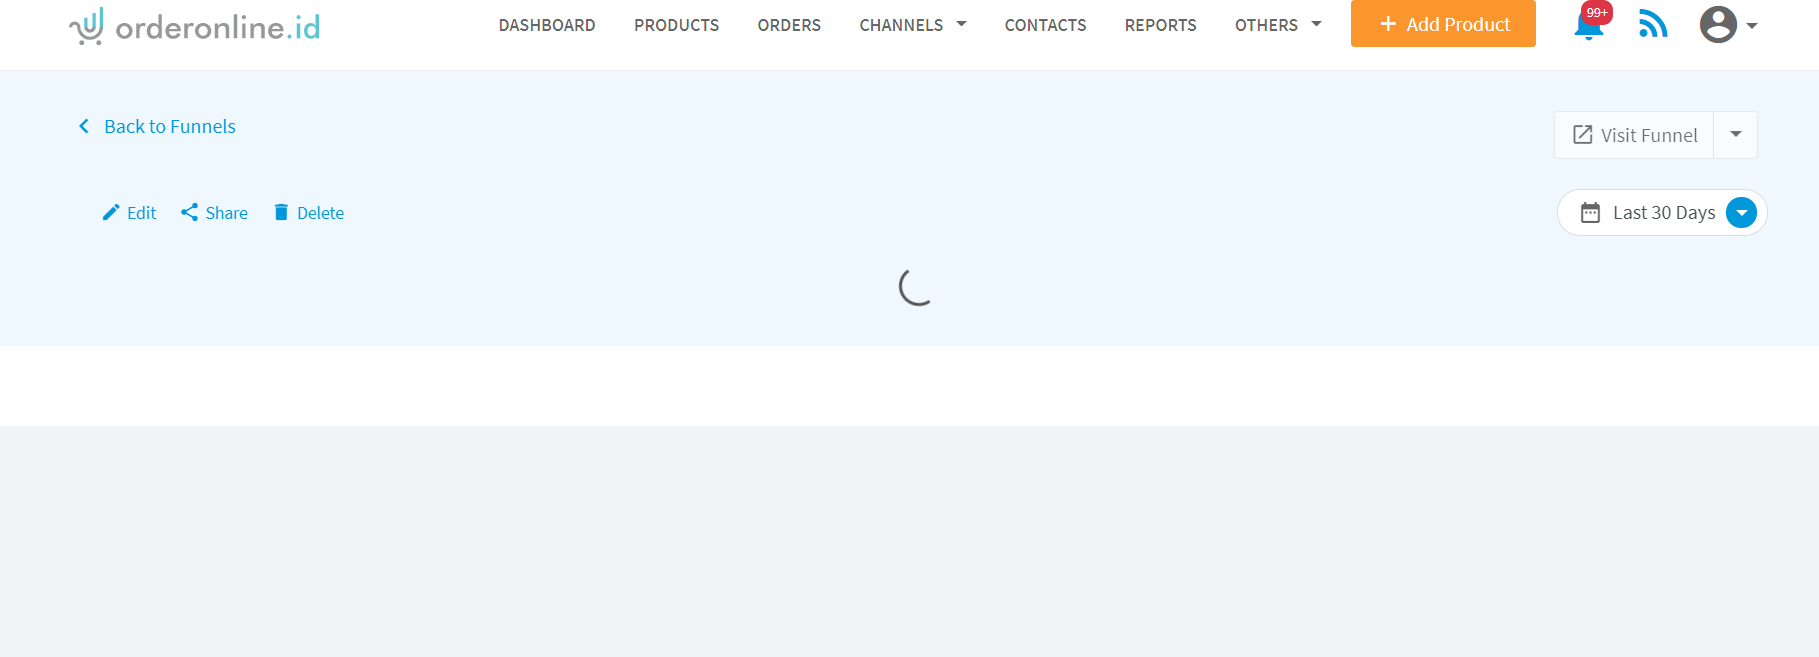 orderonline.id
DASHBOARD PRODUCTS ORDERS CHANNELS CONTACTS REPORTS OTHERS + Add Product 99+
Back to Funnels
Visit Funnel
Edit Share Delete
Last 30 Days